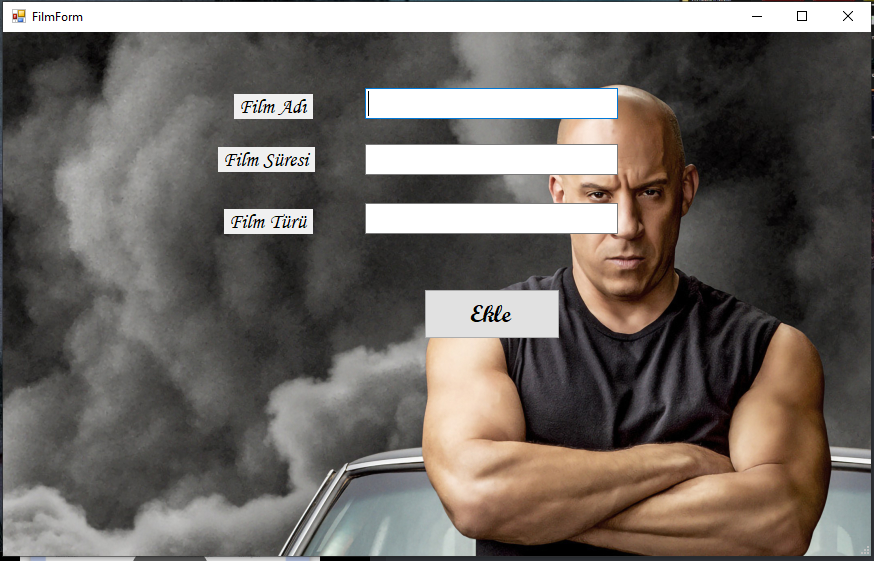 FilmForm
Film Adı
Film Süresi
Film Türü
Ekle